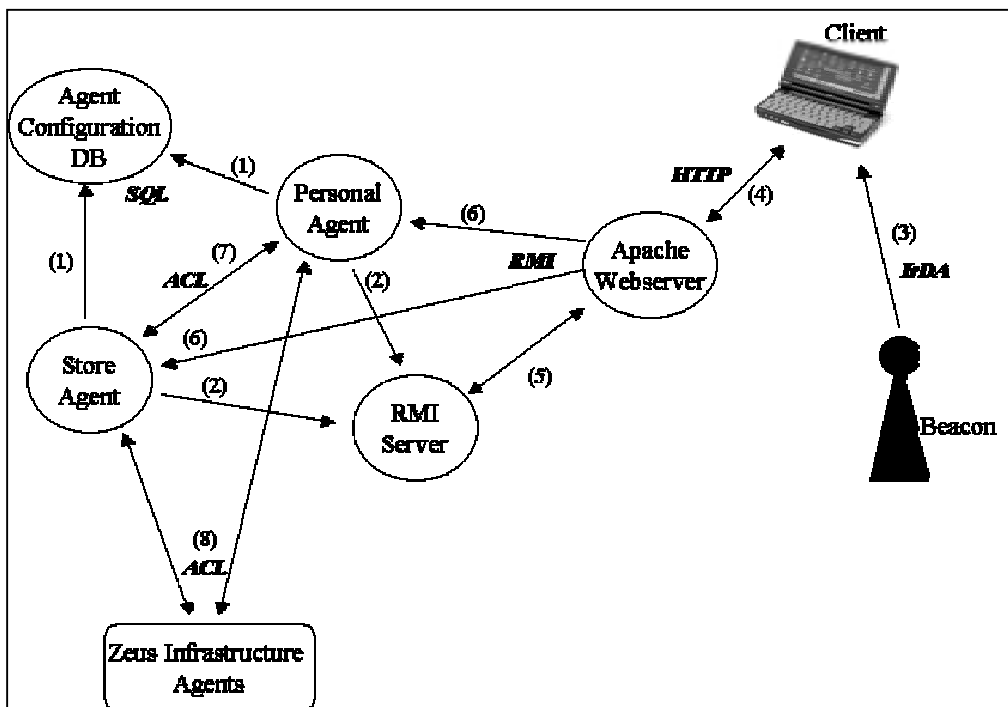 Client
Agent
Configuration
DB
(1)
SQL
Personal
Agent
(6)
HTTP
(4)
(3)
IrDA
(1)
(7)
ACL
RMI
Apache
Webserver
(2)
(6)
Store
Agent
(2)
(5)
RMI
Server
Beacon
(8)
ACL
Zeus Infrastructure
Agents